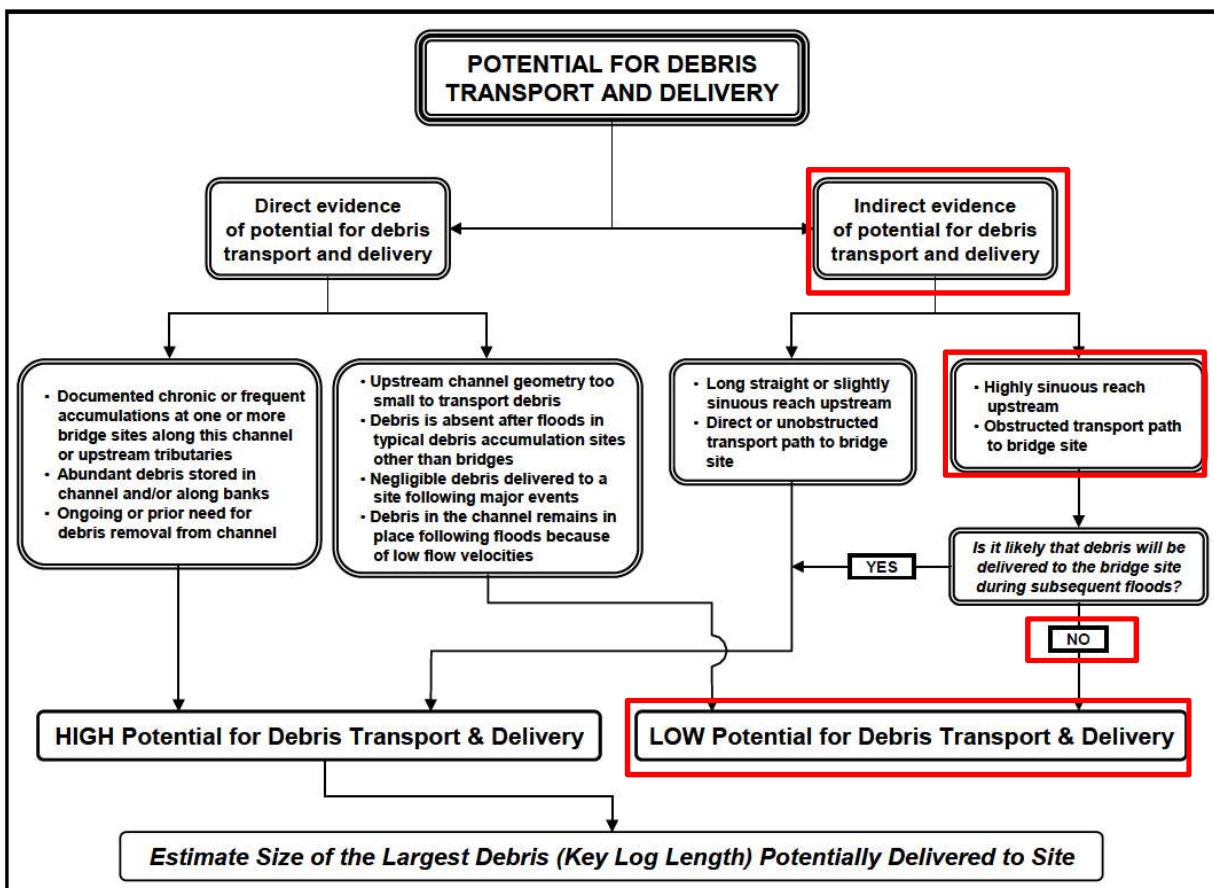 POTENTIAL FOR DEBRIS
TRANSPORT AND DELIVERY
Direct evidence
of potential for debris
transport and delivery
Indirect evidence
of potential for debris
transport and delivery
• Documented chronic or frequent
accumulations at one or more
bridge sites along this channel
or upstream tributaries
• Abundant debris stored in
channel and/or along banks
• Ongoing or prior need for
debris removal from channel
• Upstream channel geometry too
small to transport debris
• Debris is absent after floods in
typical debris accumulation sites
other than bridges
• Negligible debris delivered to a
site following major events
• Debris in the channel remains in
place following floods because
of low flow velocities
• Long straight or slightly
sinuous reach upstream
• Direct or unobstructed
transport path to bridge
site
• Highly sinuous reach
upstream
• Obstructed transport path
to bridge site
Is it likely that debris will be
delivered to the bridge site
during subsequent floods?
YES
NO
HIGH Potential for Debris Transport & Delivery
LOW Potential for Debris Transport & Delivery
Estimate Size of the Largest Debris (Key Log Length) Potentially Delivered to Site